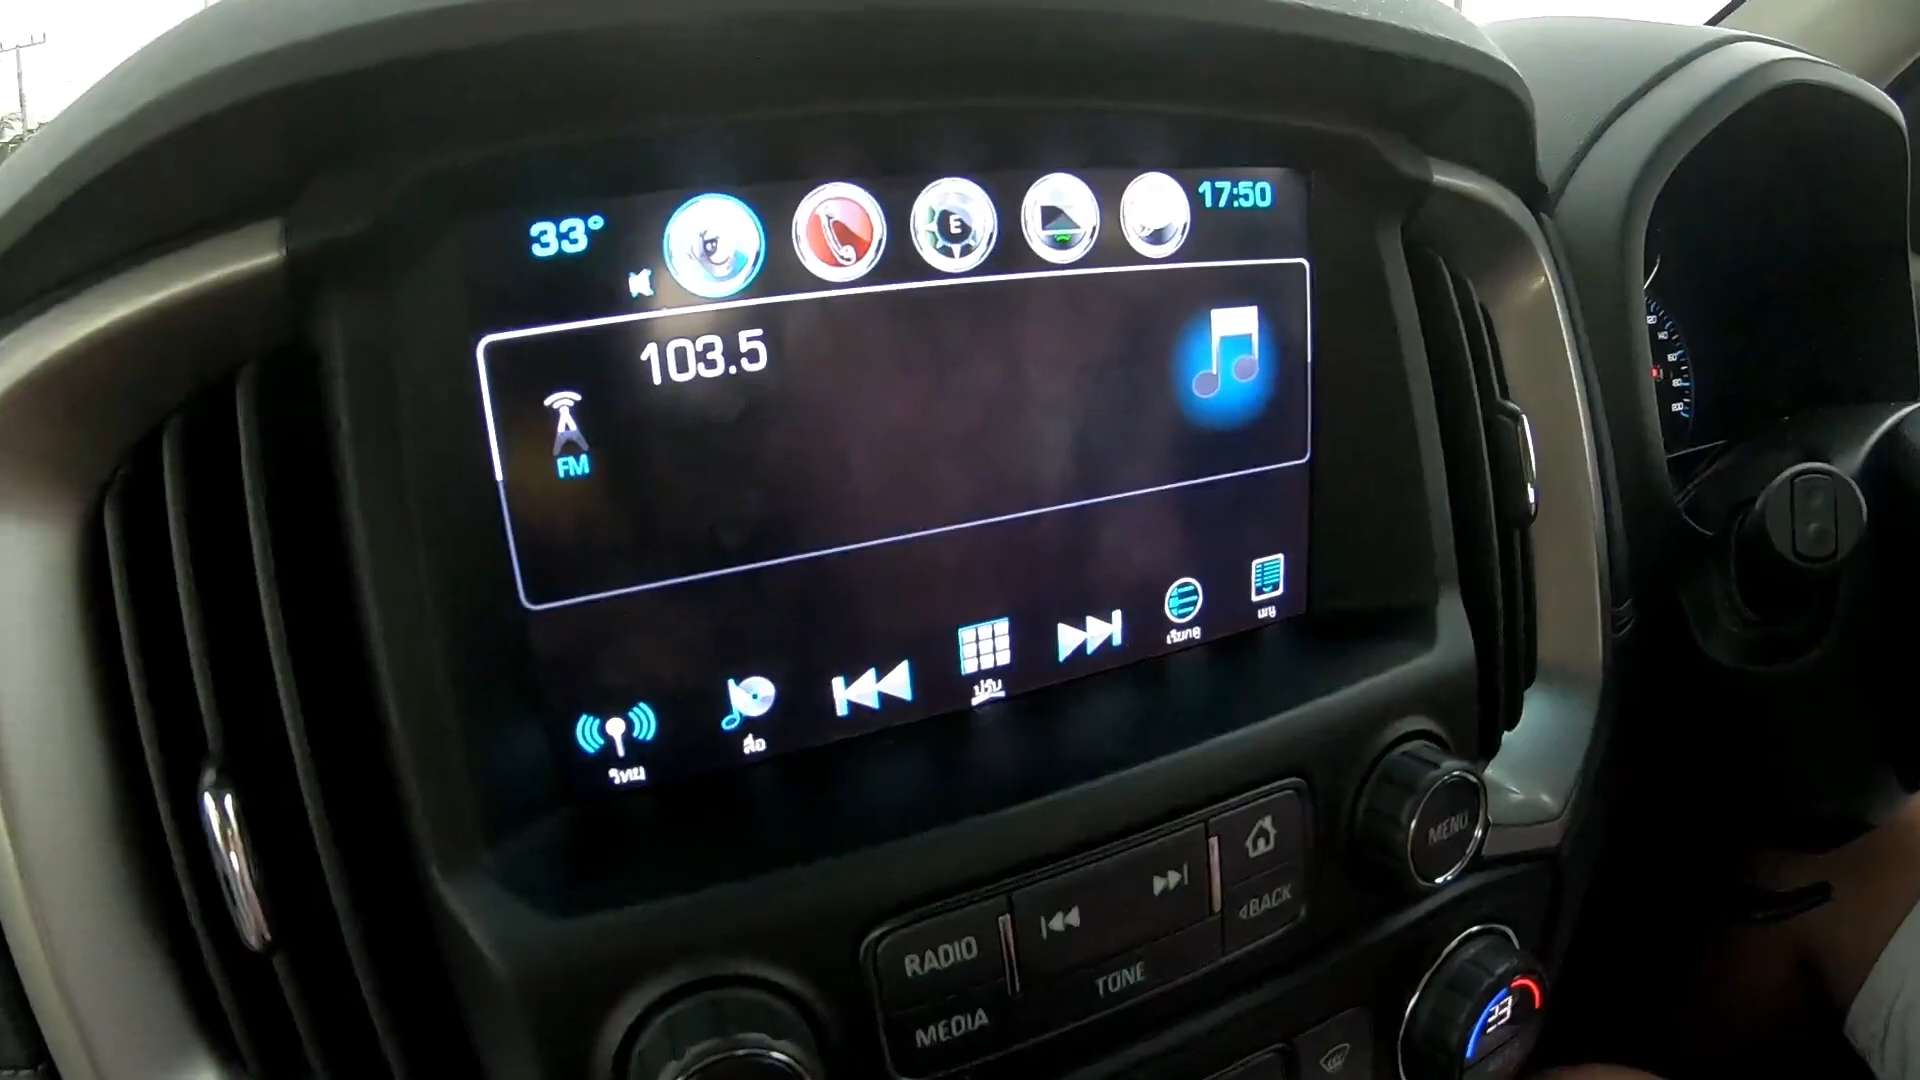 33°
17:50
E
103.5
FM
วิทยุ
สื่อ
ปรับ
เรียกดู
เมนู
RADIO
MEDIA
TONE
BACK
MENU
23